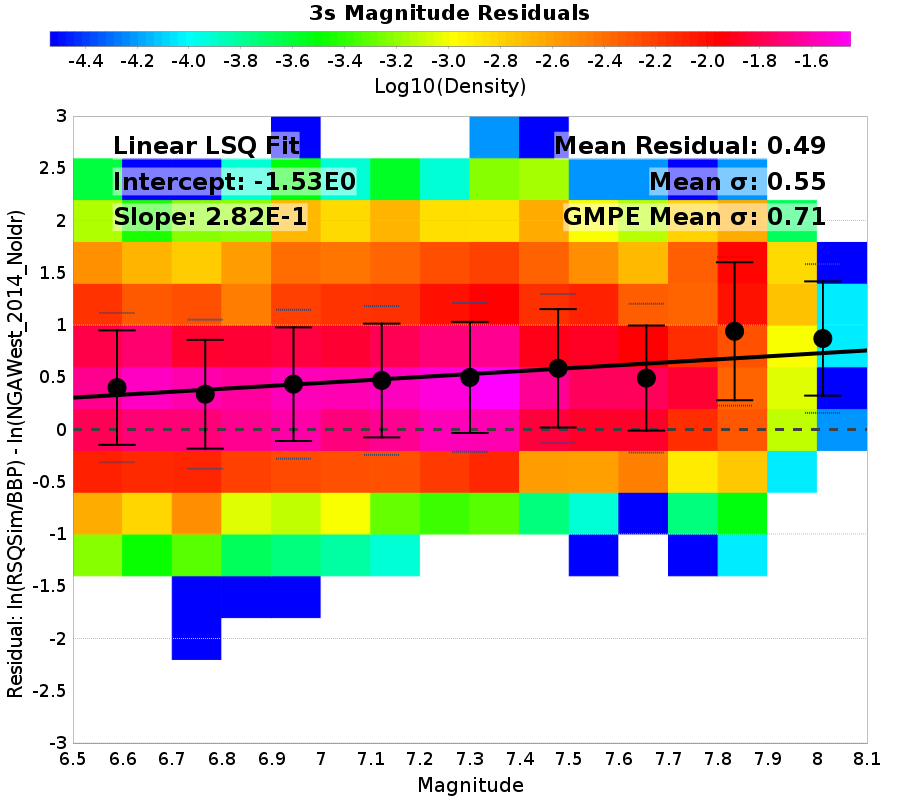 3s Magnitude Residuals
-4.4 -4.2 -4.0 -3.8 -3.6 -3.4 -3.2 -3.0 -2.8 -2.6 -2.4 -2.2 -2.0 -1.8 -1.6
Log10(Density)
Linear LSQ Fit
Intercept: -1.53E0
Slope: 2.82E-1
Mean Residual: 0.49
Mean σ: 0.55
GMPE Mean σ: 0.71
Residual: ln(RSQSim/BBP) - ln(NGAWest_2014_NoIdr)
3
2.5
2
1.5
1
0.5
0
-0.5
-1
-1.5
-2
-2.5
-3
6.5 6.6 6.7 6.8 6.9 7 7.1 7.2 7.3 7.4 7.5 7.6 7.7 7.8 7.9 8 8.1
Magnitude